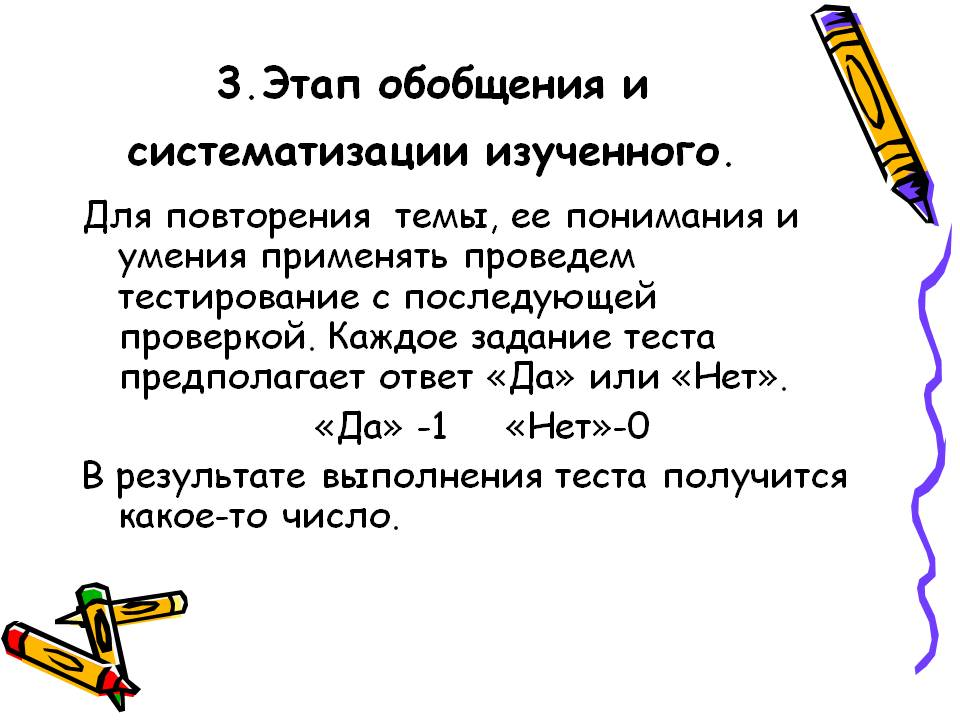 3.Этап обобщения и
систематизации изученного.
Для повторения темы, ее понимания и
умения применять проведем
тестирование с последующей
проверкой. Каждое задание теста
предполагает ответ «Да» или «Нет».
«Да» -1 «Нет»-0
В результате выполнения теста получится
какое-то число.